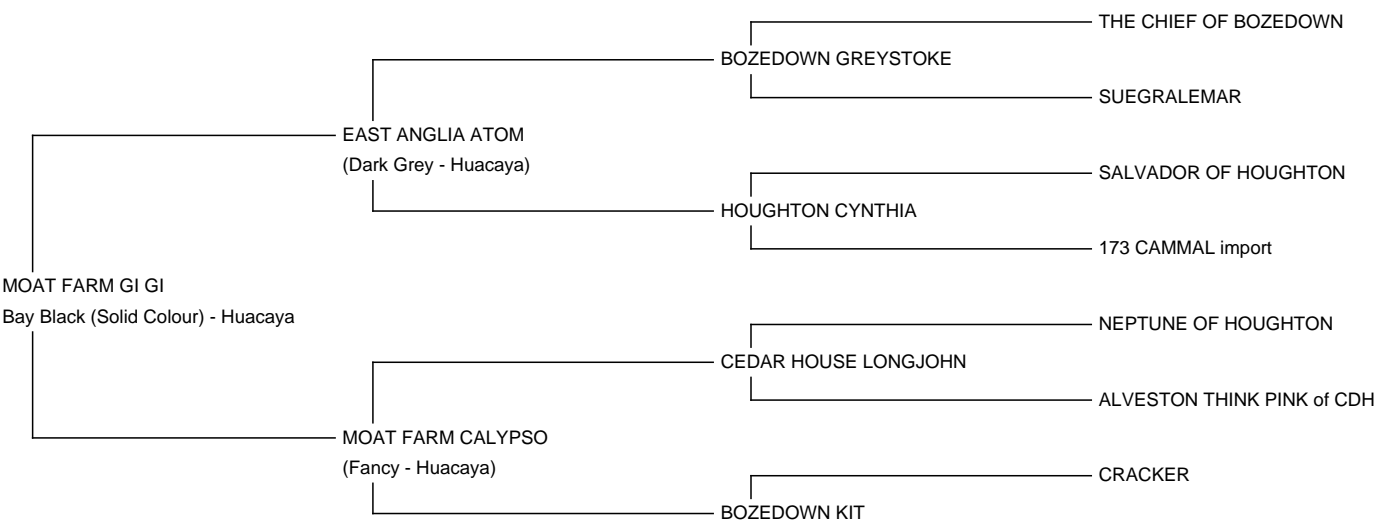 THE CHIEF OF BOZEDOWN
BOZEDOWN GREYSTOKE
SUEGRALEMAR
EAST ANGLIA ATOM
(Dark Grey - Huacaya)
SALVADOR OF HOUGHTON
HOUGHTON CYNTHIA
173 CAMMAL import
MOAT FARM GI GI
Bay Black (Solid Colour) - Huacaya
NEPTUNE OF HOUGHTON
CEDAR HOUSE LONGJOHN
ALVESTON THINK PINK of CDH
MOAT FARM CALYPSO
(Fancy - Huacaya)
CRACKER
BOZEDOWN KIT